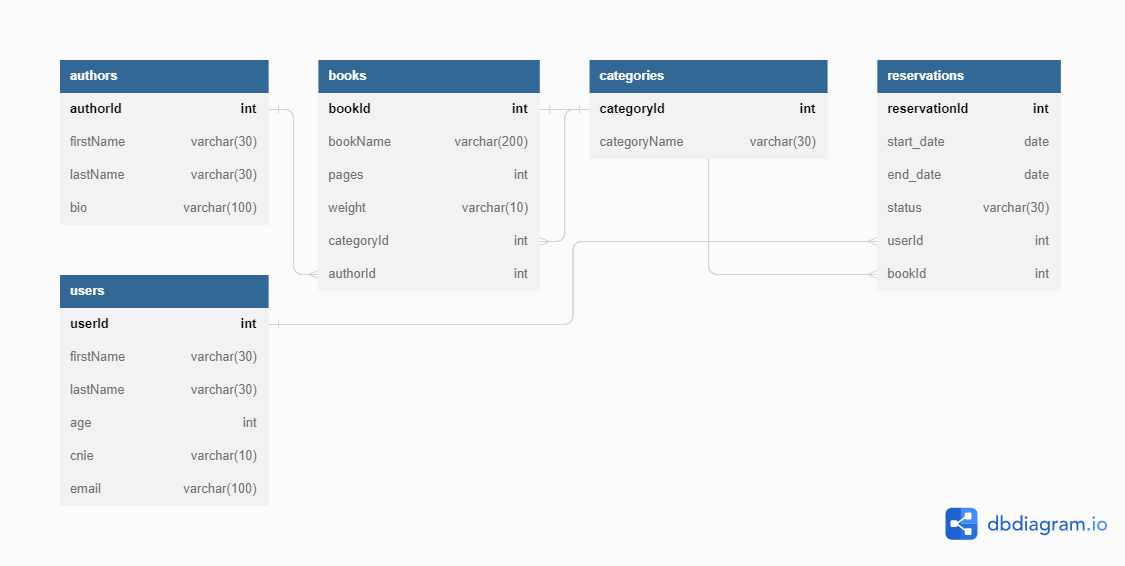 authors
authorId int
firstName varchar(30)
lastName varchar(30)
bio varchar(100)
books
bookId int
bookName varchar(200)
pages int
weight varchar(10)
categoryId int
authorId int
categories
categoryId int
categoryName varchar(30)
reservations
reservationId int
start_date date
end_date date
status varchar(30)
userId int
bookId int
users
userId int
firstName varchar(30)
lastName varchar(30)
age int
cnie varchar(10)
email varchar(100)
dbdiagram.io